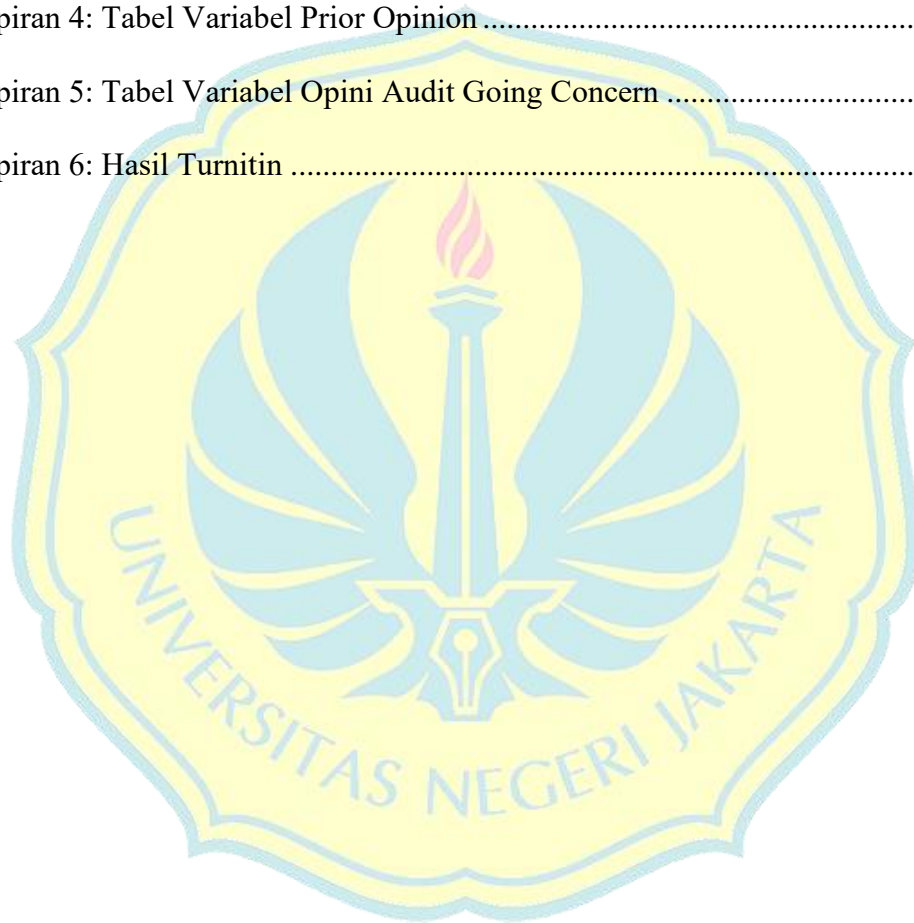 piran 4: Tabel Variabel Prior Opinion ......................................................
piran 5: Tabel Variabel Opini Audit Going Concern ...............................
piran 6: Hasil Turnitin .............................................................................
UNIVERSITAS NEGERI JAKARTA